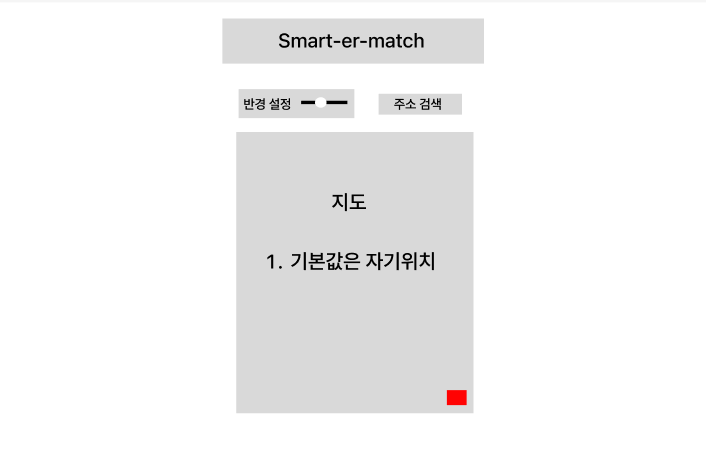 Smart-er-match
반경 설정
주소 검색
지도
1. 기본값은 자기위치